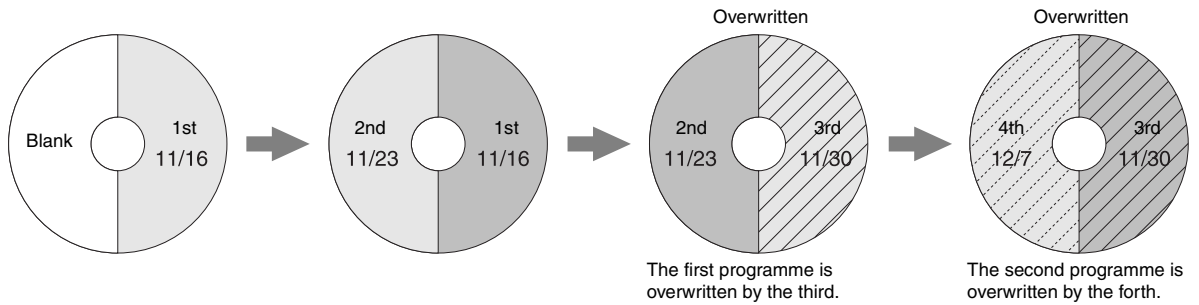 Overwritten
Overwritten
Blank
1st
11/16
2nd
11/23
1st
11/16
2nd
11/23
3rd
11/30
4th
12/7
3rd
11/30
The first programme is
overwritten by the third.
The second programme is
overwritten by the forth.